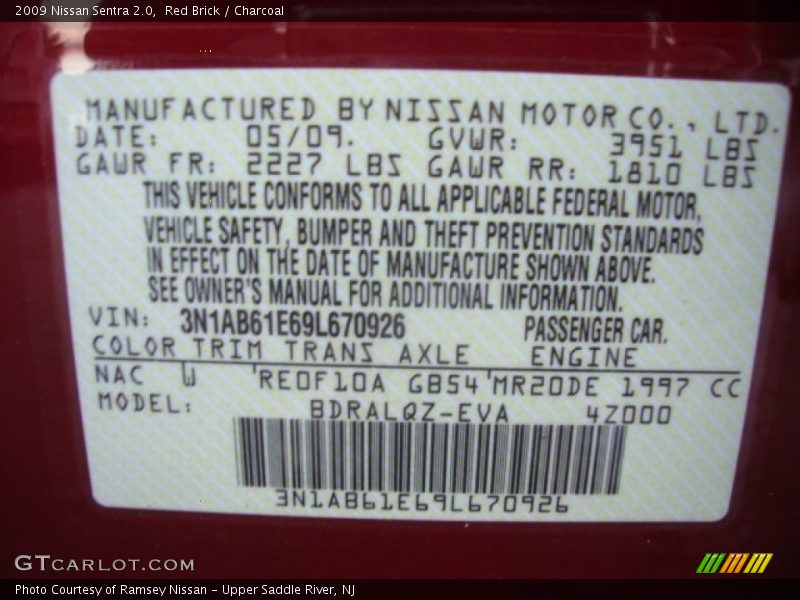 2009 Nissan Sentra 2.0,  Red Brick / Charcoal
MANUFACTURED BY NISSAN MOTOR CO., LTD.
DATE: 05/09. GVWR: 3951 LBS
GAWR FR: 2227 LBS GAWR RR: 1810 LBS
THIS VEHICLE CONFORMS TO ALL APPLICABLE FEDERAL MOTOR,
VEHICLE SAFETY, BUMPER AND THEFT PREVENTION STANDARDS
IN EFFECT ON THE DATE OF MANUFACTURE SHOWN ABOVE.
SEE OWNER'S MANUAL FOR ADDITIONAL INFORMATION.
VIN: 3N1AB61E69L670926 PASSENGER CAR.
COLOR TRIM TRANS AXLE ENGINE
NAC W 'RE0F10A GB54'MR20DE 1997 CC
MODEL: BDRALQZ-EVA 4Z000
3N1AB61E69L670926
GTCARLOT.COM
Photo Courtesy of Ramsey Nissan - Upper Saddle River, NJ